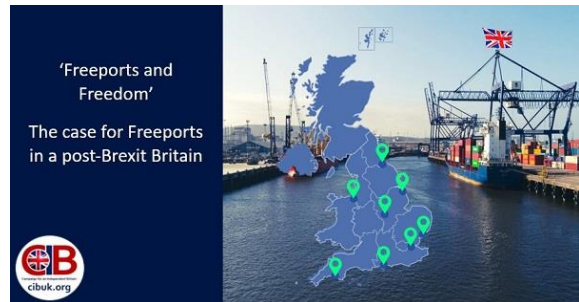 ‘Freeports and
Freedom’
The case for Freeports
in a post-Brexit Britain
CIB
cibuk.org